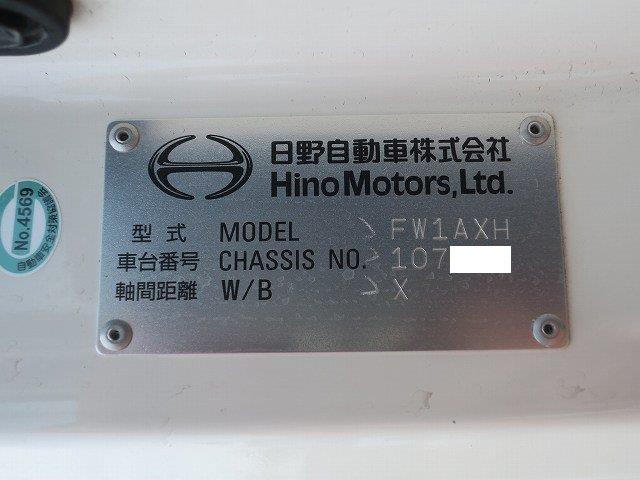 日野自動車株式会社
Hino Motors, Ltd.
型式 MODEL > FW1AXH
車台番号 CHASSIS NO. > 107
軸間距離 W/B > X
No.4569